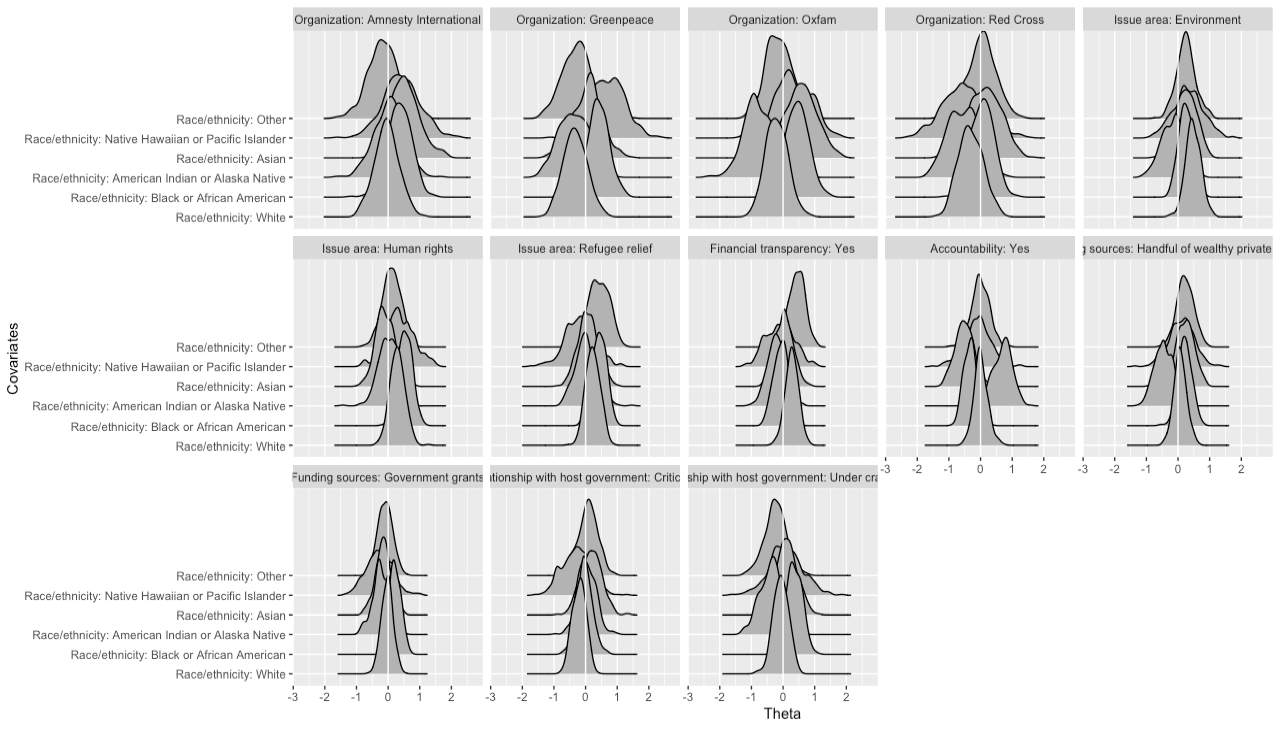 Organization: Amnesty International
Organization: Greenpeace
Organization: Oxfam
Organization: Red Cross
Issue area: Environment
Race/ethnicity: Other
Race/ethnicity: Native Hawaiian or Pacific Islander
Race/ethnicity: Asian
Race/ethnicity: American Indian or Alaska Native
Race/ethnicity: Black or African American
Race/ethnicity: White
Issue area: Human rights
Issue area: Refugee relief
Financial transparency: Yes
Accountability: Yes
g sources: Handful of wealthy private
Covariates
Race/ethnicity: Other
Race/ethnicity: Native Hawaiian or Pacific Islander
Race/ethnicity: Asian
Race/ethnicity: American Indian or Alaska Native
Race/ethnicity: Black or African American
Race/ethnicity: White
-3 -2 -1 0 1 2
-3 -2 -1 0 1 2
Funding sources: Government grants
ationship with host government: Critic
ship with host government: Under cra
Race/ethnicity: Other
Race/ethnicity: Native Hawaiian or Pacific Islander
Race/ethnicity: Asian
Race/ethnicity: American Indian or Alaska Native
Race/ethnicity: Black or African American
Race/ethnicity: White
-3 -2 -1 0 1 2
-3 -2 -1 0 1 2
-3 -2 -1 0 1 2
Theta